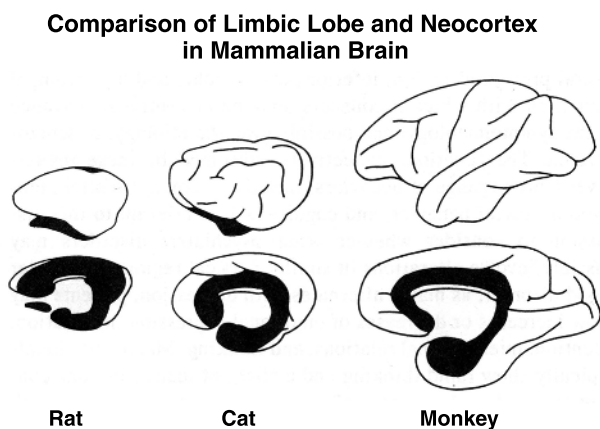 Comparison of Limbic Lobe and Neocortex
in Mammalian Brain
Rat
Cat
Monkey